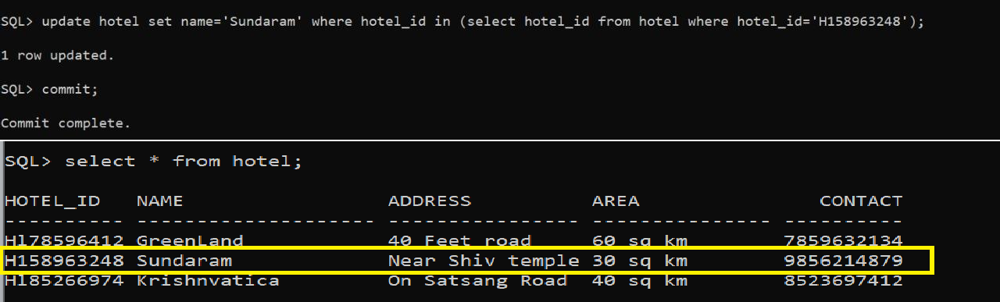 SQL> update hotel set name='Sundaram' where hotel_id in (select hotel_id from hotel where hotel_id='H158963248');
1 row updated.
SQL> commit;
Commit complete.
SQL> select * from hotel;
HOTEL_ID   NAME                 ADDRESS          AREA                CONTACT
---------- -------------------- ---------------- --------------- ----------
H178596412 GreenLand            40 Feet road     60 sq km         7859632134
H158963248 Sundaram             Near Shiv temple 30 sq km         9856214879
H185266974 Krishnvatica         On Satsang Road  40 sq km         8523697412